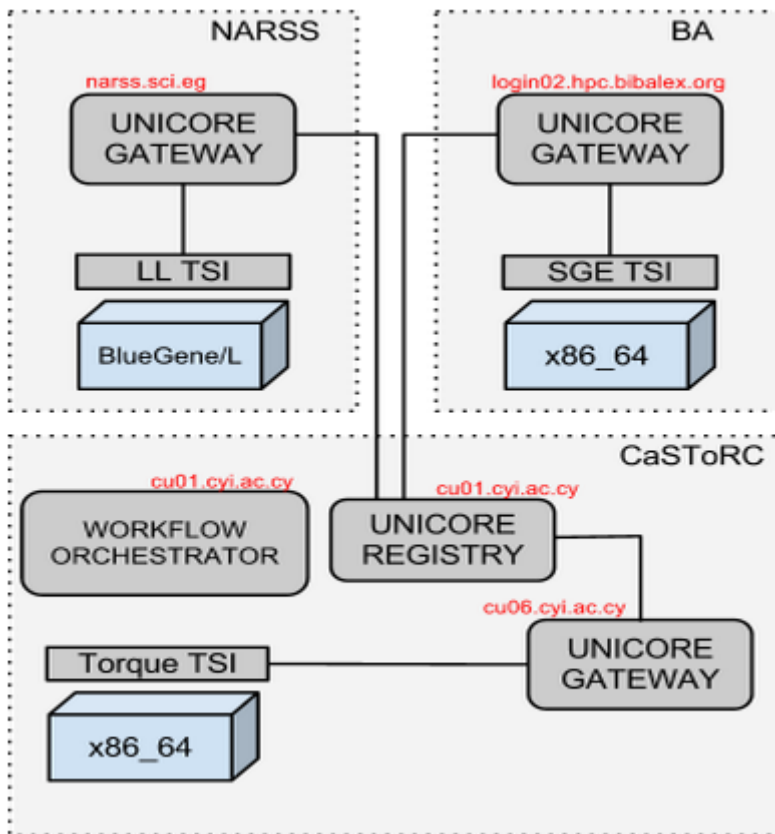 NARSS
narss.sci.eg
UNICORE
GATEWAY
LL TSI
BlueGene/L
BA
login02.hpc.bibalex.org
UNICORE
GATEWAY
SGE TSI
x86_64
CaSToRC
cu01.cyi.ac.cy
WORKFLOW
ORCHESTRATOR
cu01.cyi.ac.cy
UNICORE
REGISTRY
cu06.cyi.ac.cy
UNICORE
GATEWAY
Torque TSI
x86_64